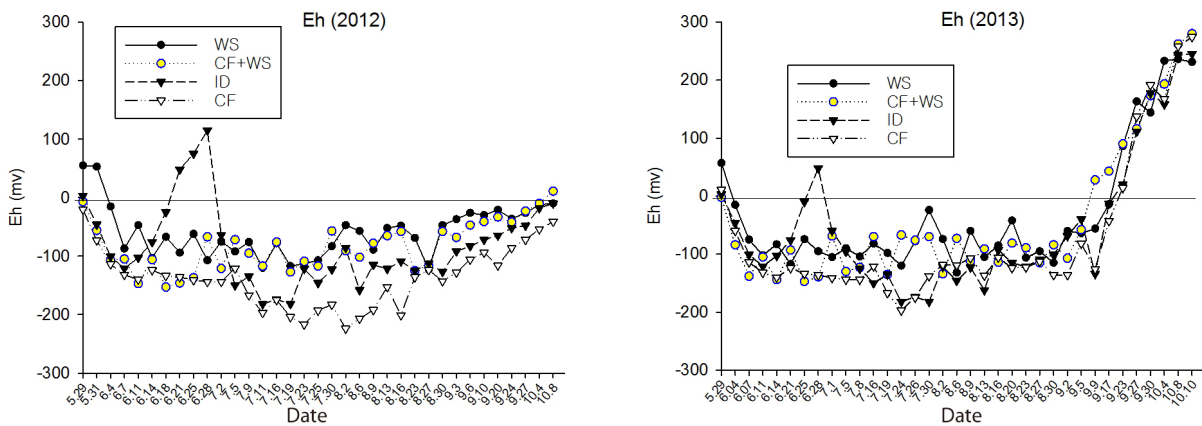 Eh (2012)
300
200
100
0
-100
-200
-300
Eh (mv)
WS
CF+WS
ID
CF
5.29 5.31 6.4 6.7 6.11 6.14 6.18 6.21 6.25 6.28 7.2 7.5 7.9 7.11 7.16 7.19 7.23 7.25 7.30 8.2 8.6 8.9 8.13 8.16 8.23 8.27 8.30 9.3 9.6 9.10 9.20 9.24 9.27 10.4 10.8
Date
Eh (2013)
300
200
100
0
-100
-200
-300
Eh (mv)
WS
CF+WS
ID
CF
5.29 6.04 6.07 6.11 6.14 6.21 6.25 6.28 7.1 7.5 7.8 7.16 7.19 7.24 7.26 7.30 8.2 8.6 8.9 8.13 8.16 8.20 8.23 8.27 8.30 9.2 9.5 9.9 9.17 9.23 9.27 9.30 10.4 10.8 10.10
Date